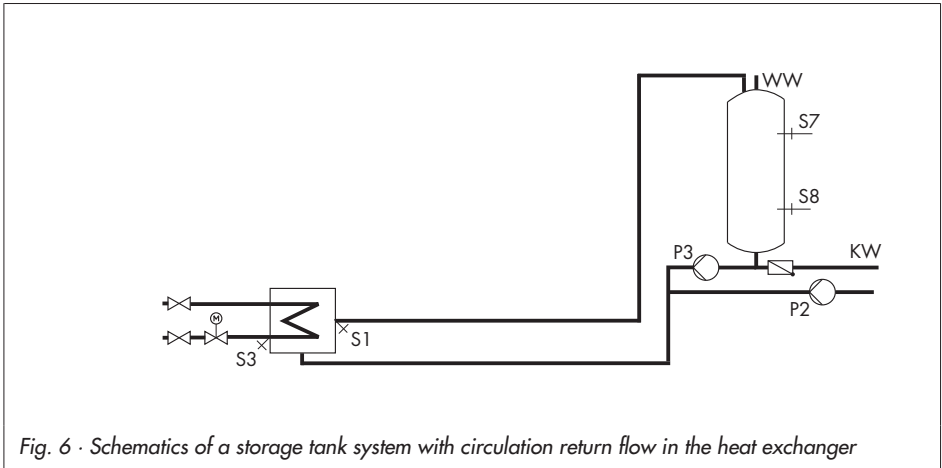 WW
S7
S8
P3
KW
P2
M
S1
S3
Fig. 6 · Schematics of a storage tank system with circulation return flow in the heat exchanger